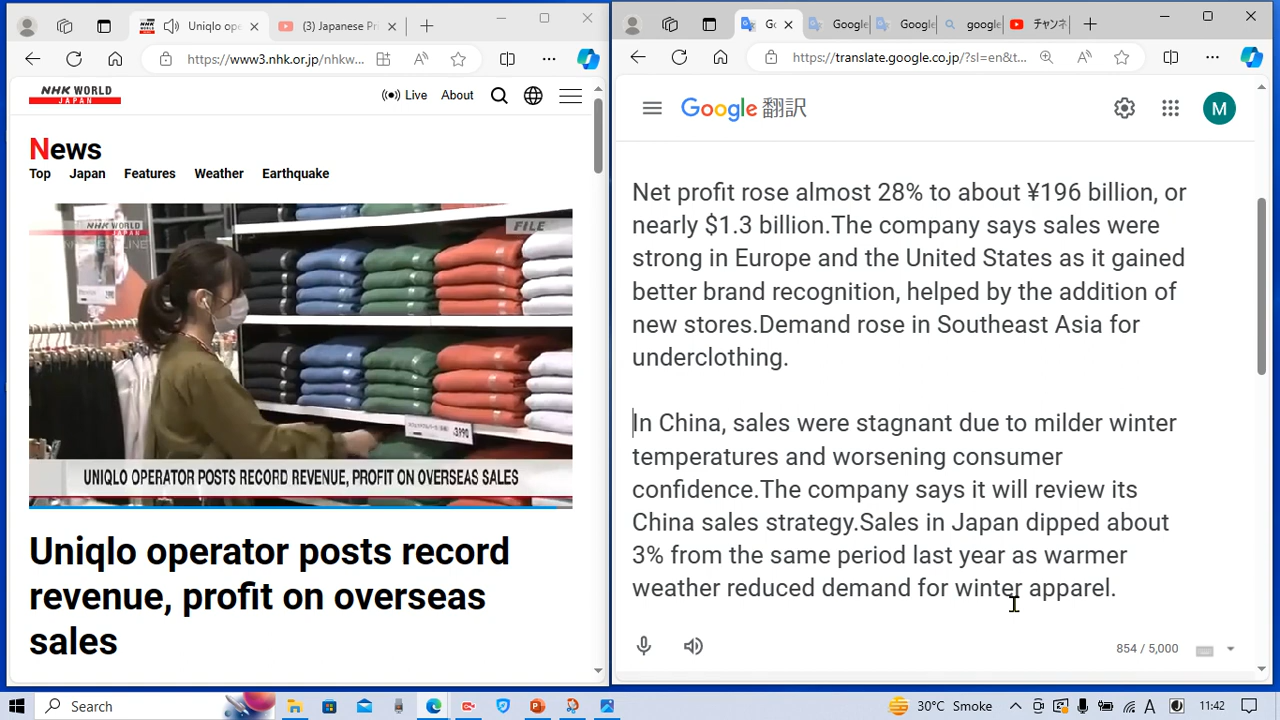 Uniqlo op
(3) Japanese Pr
https://www3.nhk.or.jp/nhkw...
NHK WORLD
JAPAN
Live
About
News
Top
Japan
Features
Weather
Earthquake
NHK WORLD
JAPAN
FILE
3,990
UNIQLO OPERATOR POSTS RECORD REVENUE, PROFIT ON OVERSEAS SALES
Uniqlo operator posts record
revenue, profit on overseas
sales
Go
Google
Google
google
チャンネ
https://translate.google.co.jp/?sl=en&t...
Google 翻訳
M
Net profit rose almost 28% to about ¥196 billion, or
nearly $1.3 billion.The company says sales were
strong in Europe and the United States as it gained
better brand recognition, helped by the addition of
new stores.Demand rose in Southeast Asia for
underclothing.
In China, sales were stagnant due to milder winter
temperatures and worsening consumer
confidence.The company says it will review its
China sales strategy.Sales in Japan dipped about
3% from the same period last year as warmer
weather reduced demand for winter apparel.
854 / 5,000
Search
30°C Smoke
A
11:42